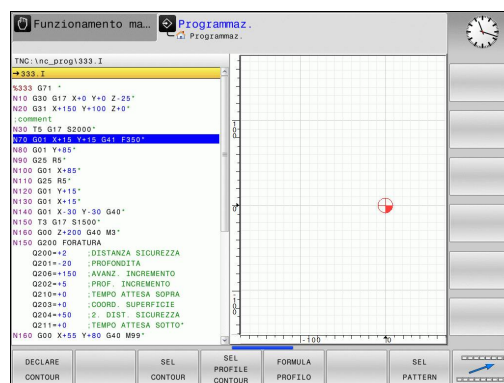 Funzionamento ma...
Programmaz.
Programmaz.
TNC:\nc_prog\333.I
→333.I
%333 G71 *
N10 G30 G17 X+0 Y+0 Z-25*
N20 G31 X+150 Y+100 Z+0*
;comment
N30 T5 G17 S2000*
N70 G01 X+15 Y+15 G41 F350*
N80 G01 Y+85*
N90 G25 R5*
N100 G01 X+85*
N110 G25 R5*
N120 G01 Y+15*
N130 G01 X+15*
N140 G01 X-30 Y-30 G40*
N150 T3 G17 S1500*
N160 G00 Z+200 G40 M3*
N150 G200 FORATURA
Q200=+2 ;DISTANZA SICUREZZA
Q201=-20 ;PROFONDITA
Q206=+150 ;AVANZ. INCREMENTO
Q202=+5 ;PROF. INCREMENTO
Q210=+0 ;TEMPO ATTESA SOPRA
Q203=+0 ;COORD. SUPERFICIE
Q204=+50 ;2. DIST. SICUREZZA
Q211=+0 ;TEMPO ATTESA SOTTO*
N160 G00 X+55 Y+80 G40 M99*
100
0
-100
-100
0
DECLARE CONTOUR
SEL CONTOUR
SEL PROFILE CONTOUR
FORMULA PROFILO
SEL PATTERN